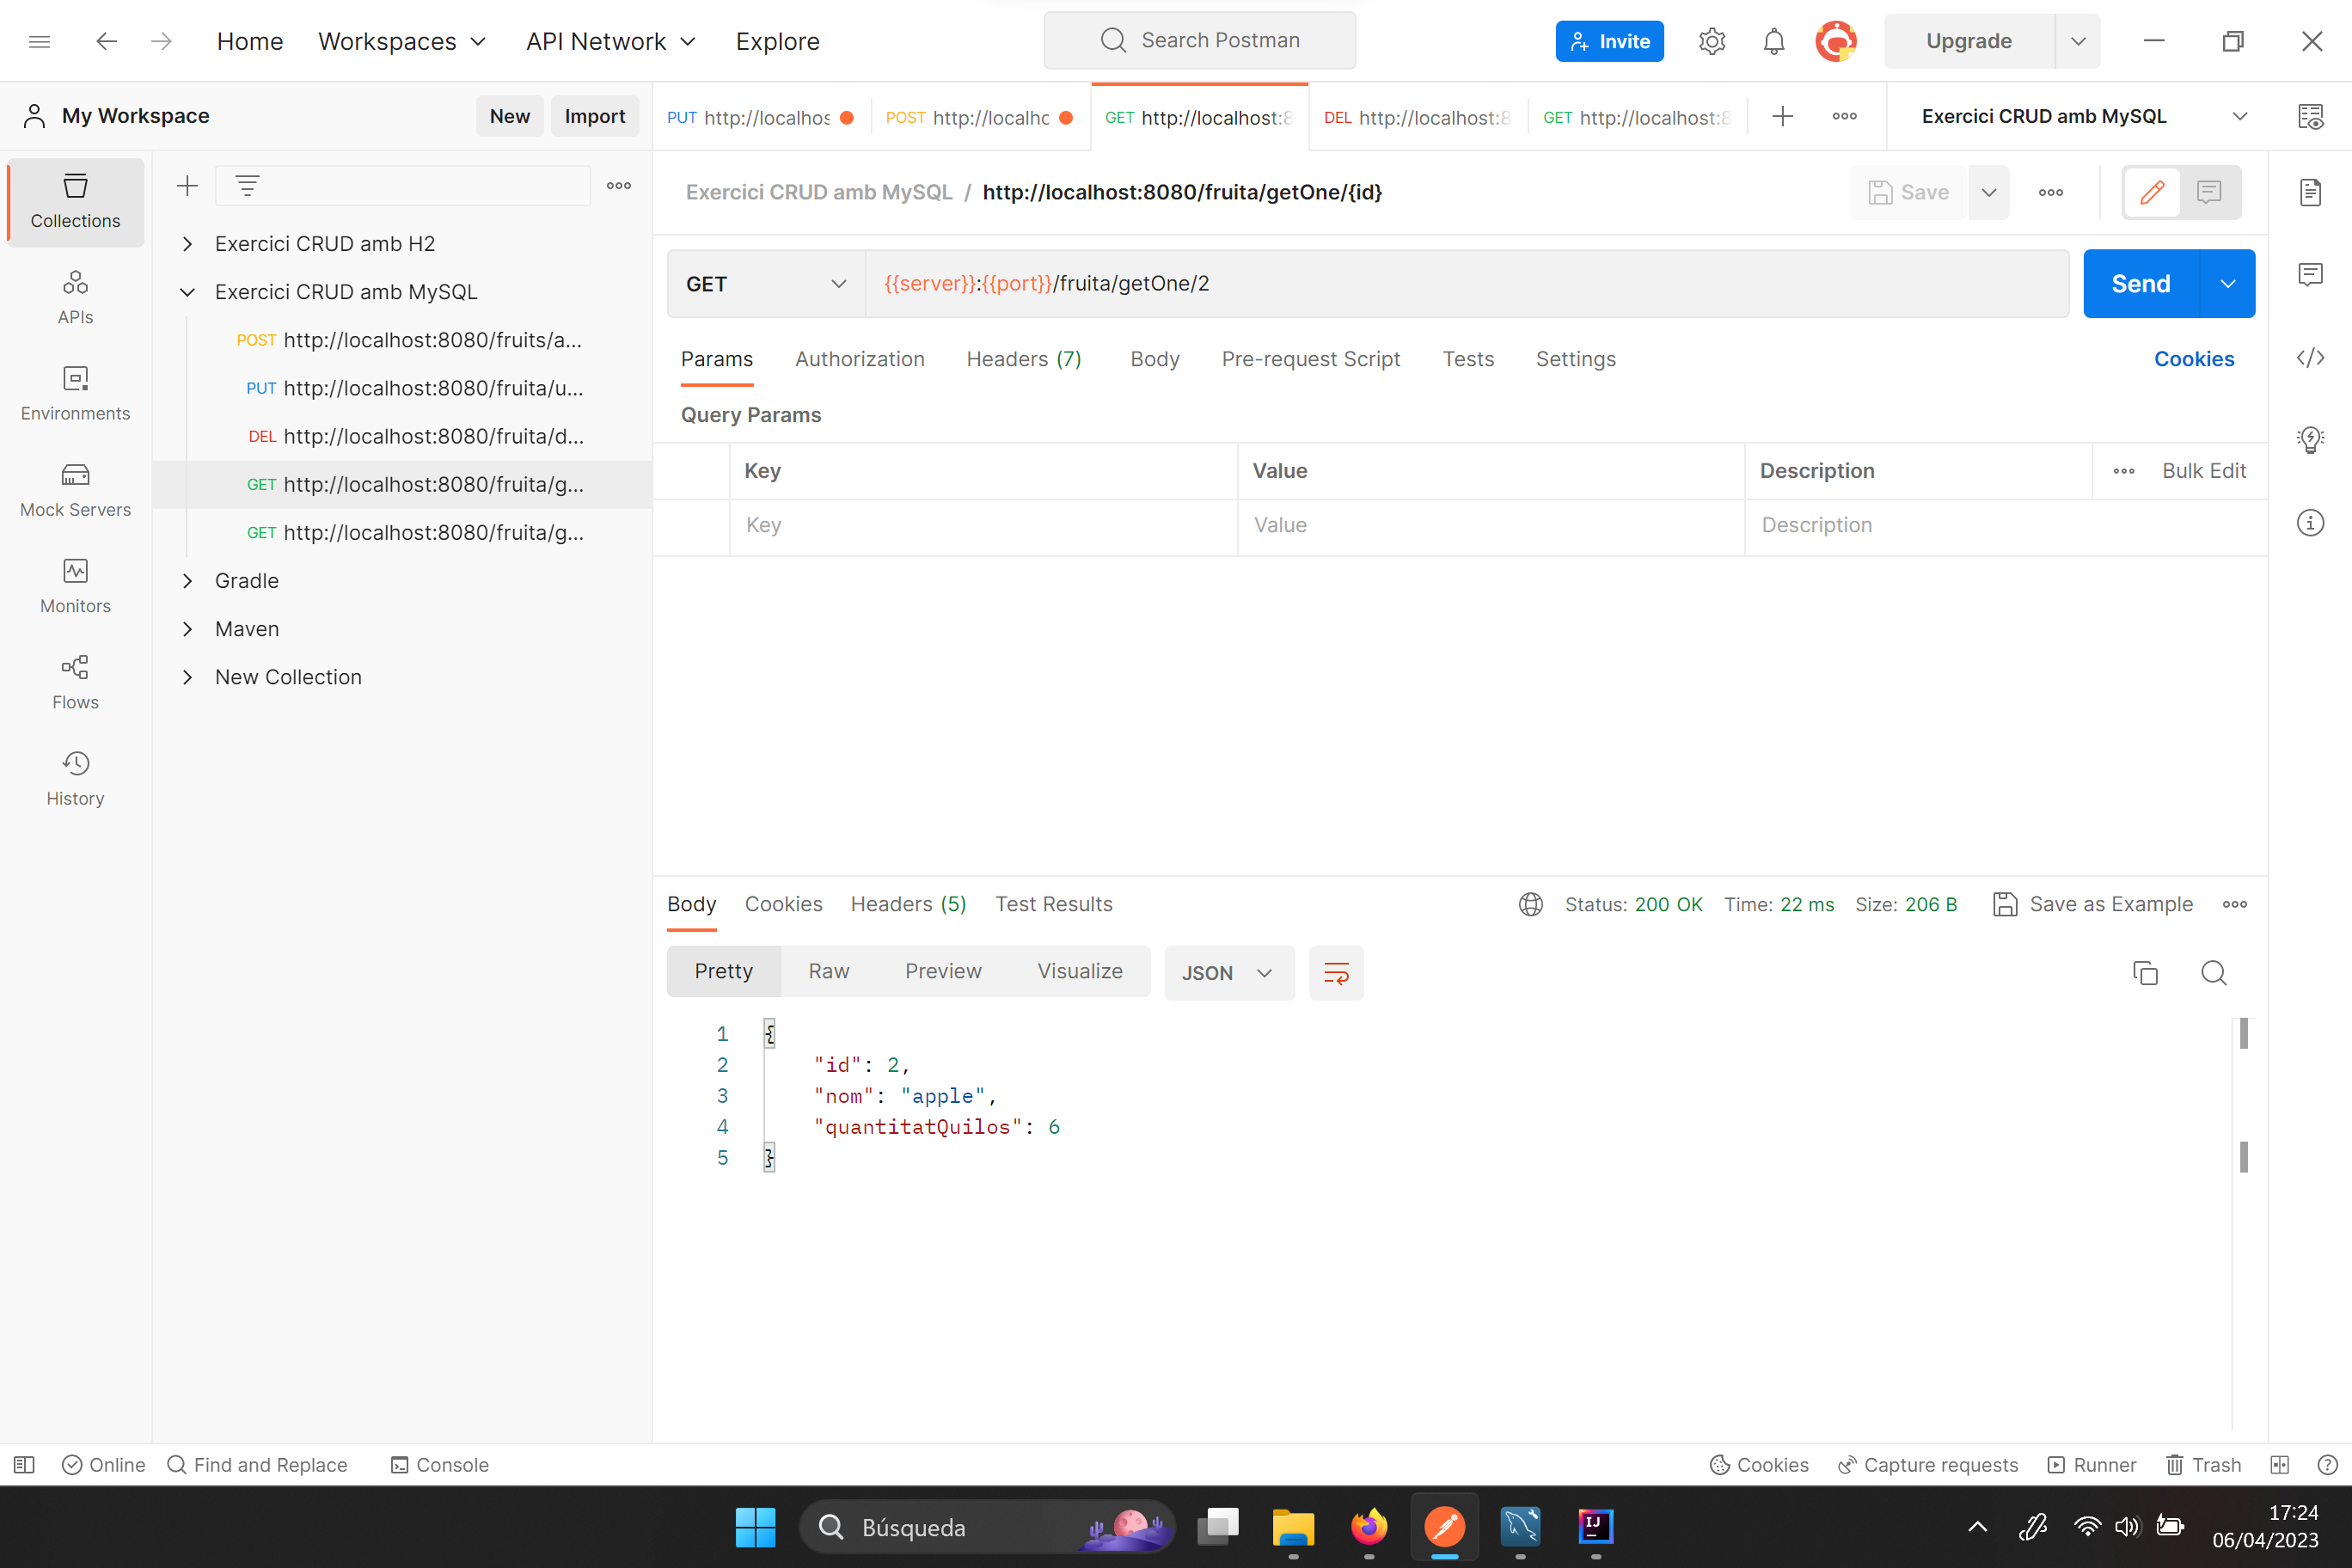 Home Workspaces API Network Explore Search Postman Invite Upgrade
My Workspace New Import
PUT http://localhos POST http://localhc GET http://localhost:8 DEL http://localhost:8 GET http://localhost:8 Exercici CRUD amb MySQL
Collections
APIs
Environments
Mock Servers
Monitors
Flows
History
Exercici CRUD amb H2
Exercici CRUD amb MySQL
POST http://localhost:8080/fruits/a...
PUT http://localhost:8080/fruita/u...
DEL http://localhost:8080/fruita/d...
GET http://localhost:8080/fruita/g...
GET http://localhost:8080/fruita/g...
Gradle
Maven
New Collection
Exercici CRUD amb MySQL / http://localhost:8080/fruita/getOne/{id} Save
GET {{server}}:{{port}}/fruita/getOne/2 Send
Params Authorization Headers (7) Body Pre-request Script Tests Settings Cookies
Query Params
Key Value Description Bulk Edit
Key Value Description
Body Cookies Headers (5) Test Results Status: 200 OK Time: 22 ms Size: 206 B Save as Example
Pretty Raw Preview Visualize JSON
1 {
2 "id": 2,
3 "nom": "apple",
4 "quantitatQuilos": 6
5 }
Online Find and Replace Console Cookies Capture requests Runner Trash
Búsqueda
IJ
17:24
06/04/2023